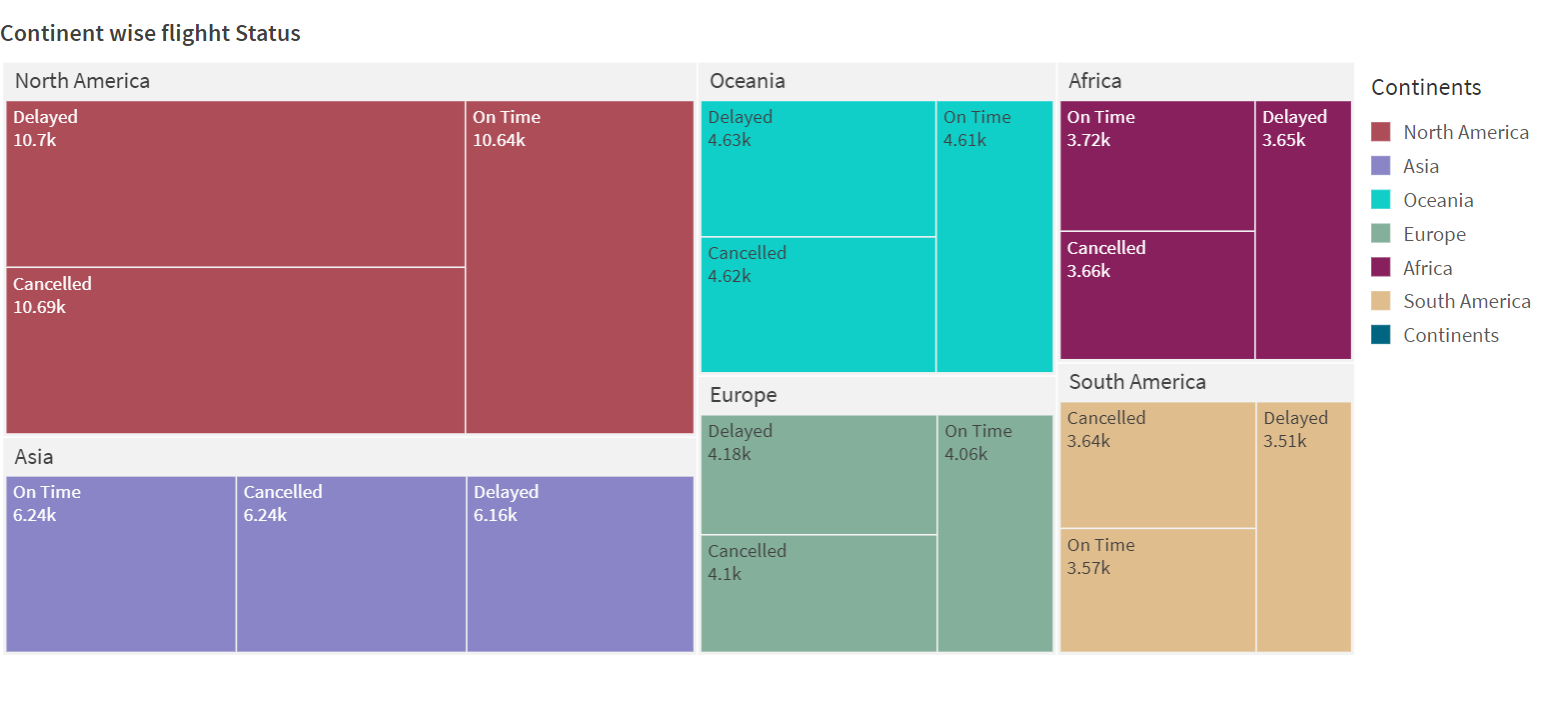 Continent wise flighht Status
North America
Delayed
10.7k
On Time
10.64k
Cancelled
10.69k
Asia
On Time
6.24k
Cancelled
6.24k
Delayed
6.16k
Oceania
Delayed
4.63k
On Time
4.61k
Cancelled
4.62k
Europe
Delayed
4.18k
On Time
4.06k
Cancelled
4.1k
Africa
On Time
3.72k
Delayed
3.65k
Cancelled
3.66k
South America
Cancelled
3.64k
Delayed
3.51k
On Time
3.57k
Continents
North America
Asia
Oceania
Europe
Africa
South America
Continents